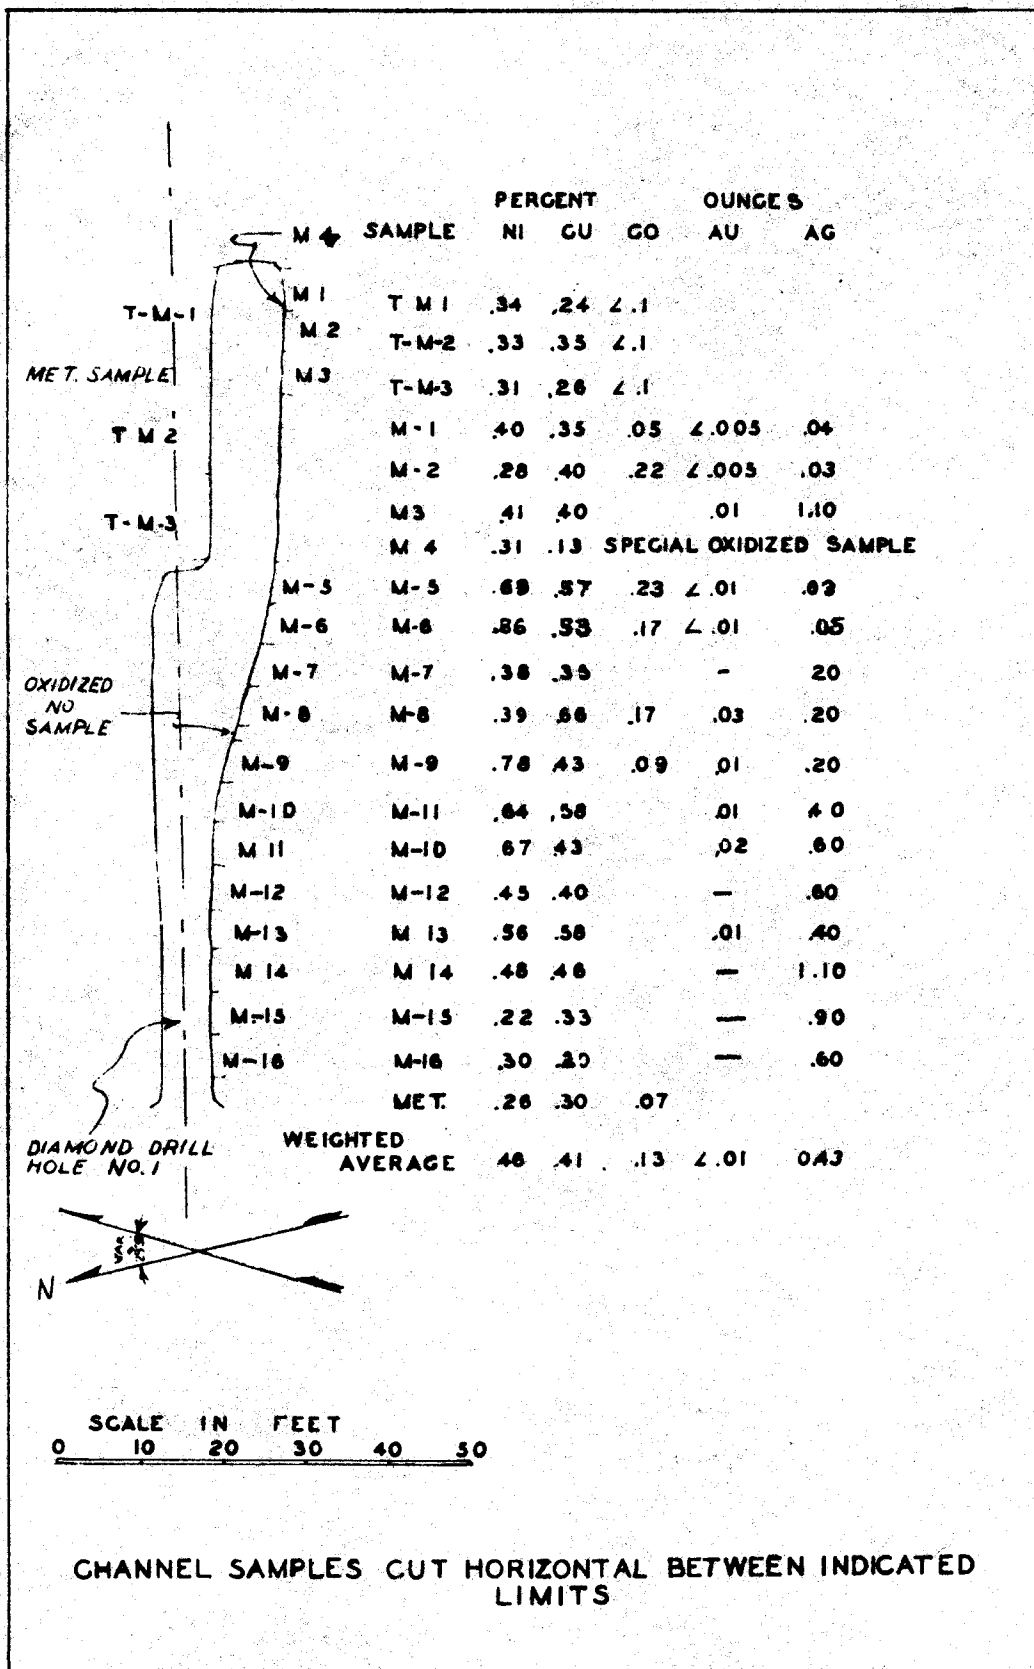 PERCENT OUNCES
M 4 SAMPLE NI CU CO AU AG
M 1
T-M-1
T M 1 .34 .24 ∠.1
M 2
T-M-2 .33 .35 ∠.1
MET. SAMPLE
M 3
T-M-3 .31 .26 ∠.1
T M 2
M-1 .40 .35 .05 ∠.005 .04
M-2 .28 .40 .22 ∠.005 .03
T-M-3
M3 .41 .40 .01 1.10
M 4 .31 .13 SPECIAL OXIDIZED SAMPLE
M-5 M-5 .57 .23 ∠.01
M-6 M-6 .86 .53 .17 ∠.01 .05
M-7 M-7 .38 .35 - 20
OXIDIZED
NO
SAMPLE
M-8 M-8 .39 .66 .17 .03 .20
M-9 M-9 .78 .43 .09 .01 .20
M-10 M-11 .64 .58 .01 40
M 11 M-10 .67 .43 .02 .60
M-12 M-12 .45 .40 — .60
M-13 M 13 .56 .58 .01 .40
M 14 M 14 .48 .46 — 1.10
M-15 M-15 .22 .33 — .90
M-16 M-16 .30 — .60
MET. .26 .30 .07
DIAMOND DRILL
HOLE NO. 1
WEIGHTED
AVERAGE .46 .41 .13 ∠.01 0.43
VAR
N
SCALE IN FEET
0 10 20 30 40 50
CHANNEL SAMPLES CUT HORIZONTAL BETWEEN INDICATED
LIMITS